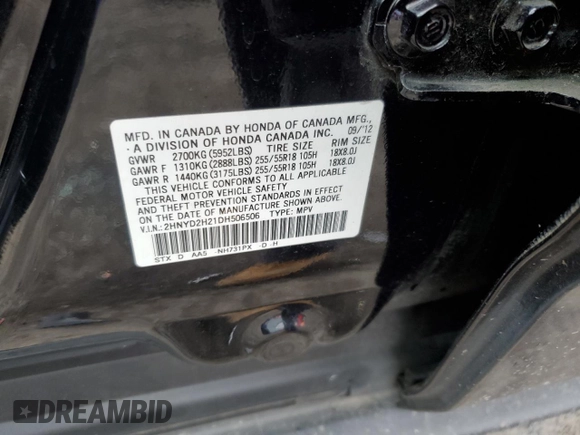 MFD. IN CANADA BY HONDA OF CANADA MFG.,
A DIVISION OF HONDA CANADA INC. 09/'12
GVWR 2700KG (5952LBS) TIRE SIZE RIM SIZE
GAWR F 1310KG (2888LBS) 255/55R18 105H 18X8.0J
GAWR R 1440KG (3175LBS) 255/55R18 105H 18X8.0J
THIS VEHICLE CONFORMS TO ALL APPLICABLE
FEDERAL MOTOR VEHICLE SAFETY
AND THEFT PREVENTION STANDARDS IN EFFECT
ON THE DATE OF MANUFACTURE SHOWN ABOVE.
V.I.N.: 2HNYD2H21DH506506 TYPE: MPV
STX D AA5 -NH731PX -D -H
DREAMBID